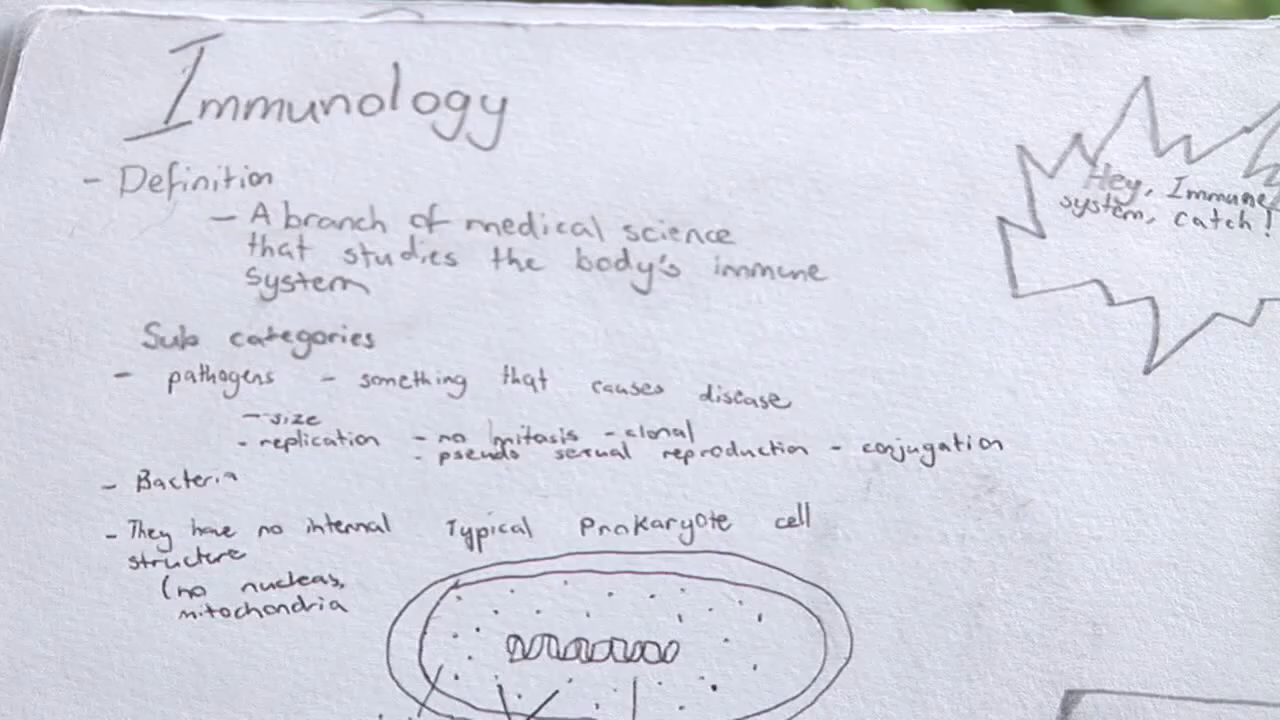 Immunology
- Definition
- A branch of medical science
that studies the body's immune
system
Hey, Immune
system, catch!
Sub categories
- pathogens - something that causes disease
- size
- replication - no mitasis - clonal
- pseudo sexual reproduction - conjugation
- Bacteria
- They have no internal
structure
(no nucleas,
mitochondria
Typical Prokaryote cell